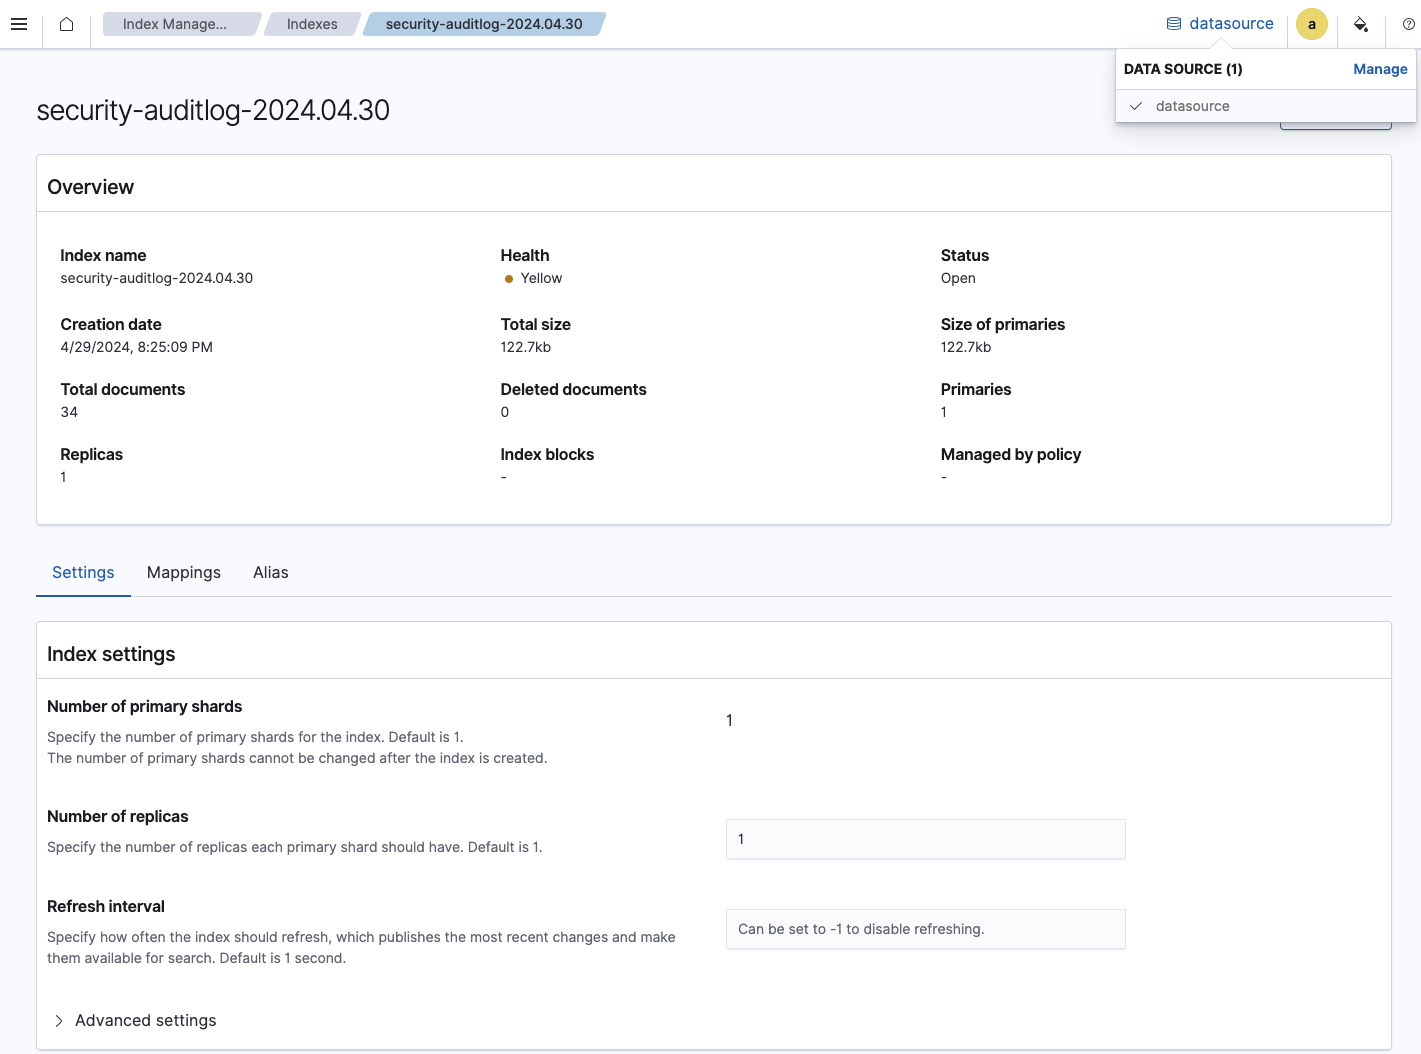 Index Manage...
Indexes
security-auditlog-2024.04.30
datasource
a
DATA SOURCE (1)
Manage
datasource
security-auditlog-2024.04.30
Overview
Index name
security-auditlog-2024.04.30
Health
Yellow
Status
Open
Creation date
4/29/2024, 8:25:09 PM
Total size
122.7kb
Size of primaries
122.7kb
Total documents
34
Deleted documents
0
Primaries
1
Replicas
1
Index blocks
-
Managed by policy
-
Settings
Mappings
Alias
Index settings
Number of primary shards
Specify the number of primary shards for the index. Default is 1.
The number of primary shards cannot be changed after the index is created.
1
Number of replicas
Specify the number of replicas each primary shard should have. Default is 1.
1
Refresh interval
Specify how often the index should refresh, which publishes the most recent changes and make
them available for search. Default is 1 second.
Can be set to -1 to disable refreshing.
Advanced settings